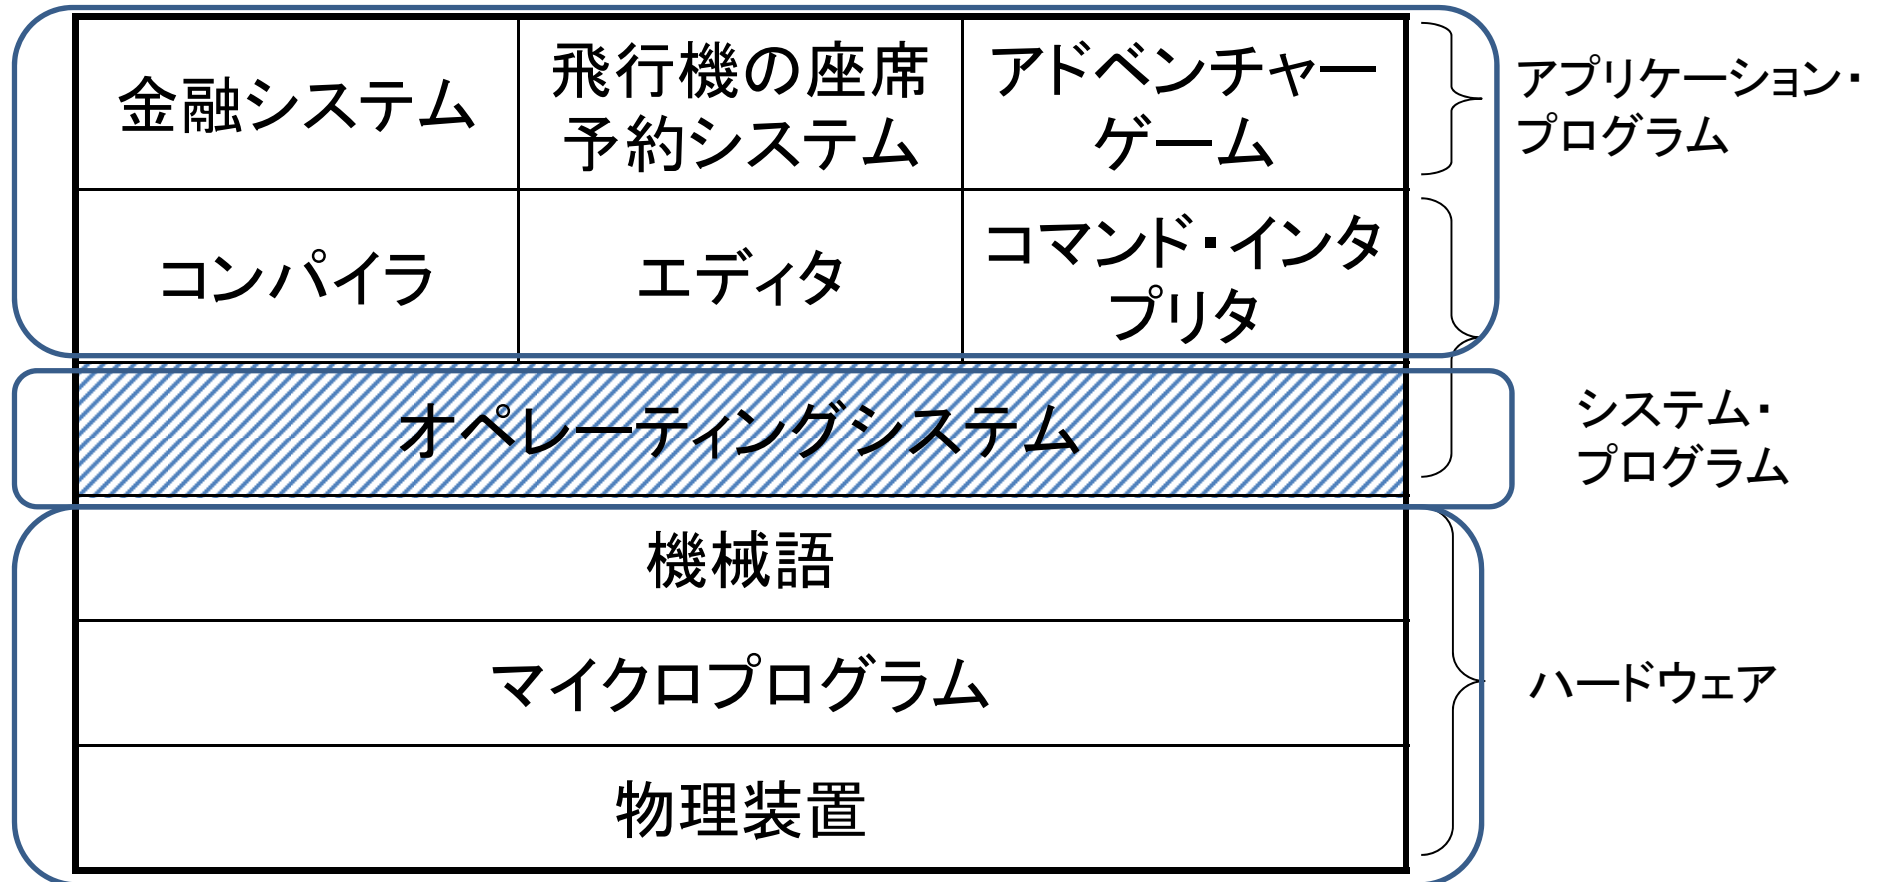 金融システム
飛行機の座席
予約システム
アドベンチャー
ゲーム
アプリケーション・
プログラム
コンパイラ
エディタ
コマンド・インタ
プリタ
オペレーティングシステム
システム・
プログラム
機械語
マイクロプログラム
物理装置
ハードウェア